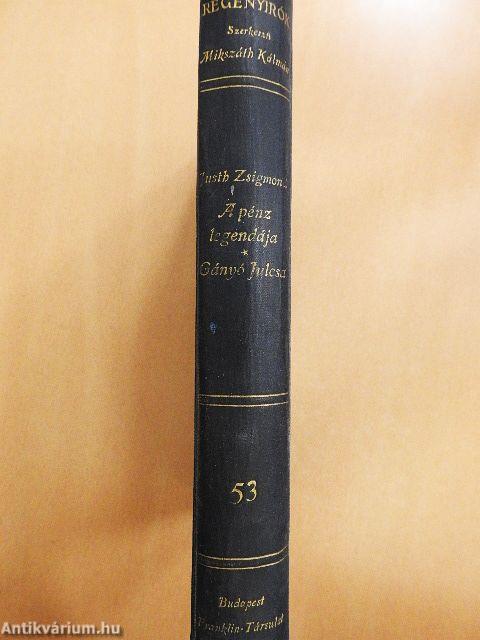 REGÉNYÍRÓK
Szerkeszti
Mikszáth Kálmán
Justh Zsigmond
A pénz
legendája
*
Gányó Julcsa
53
Budapest
Franklin-Társulat
Antikvárium.hu